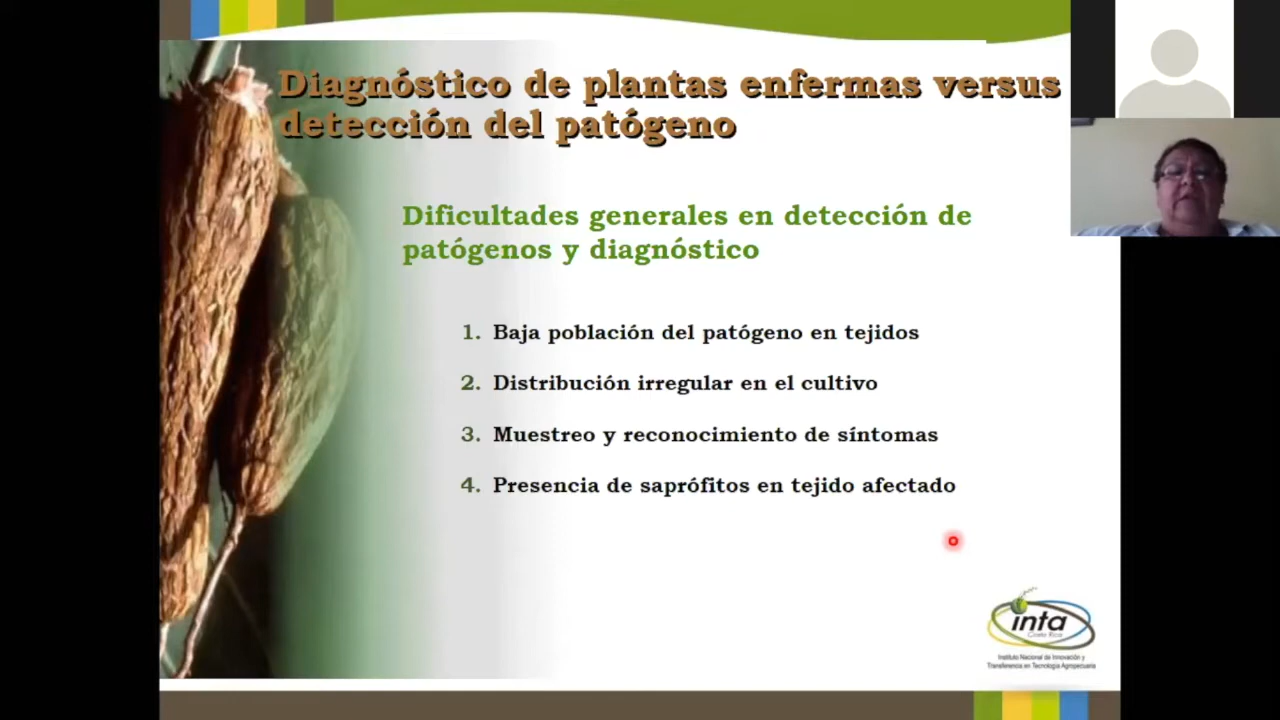 Diagnóstico de plantas enfermas versus
detección del patógeno
Dificultades generales en detección de
patógenos y diagnóstico
1. Baja población del patógeno en tejidos
2. Distribución irregular en el cultivo
3. Muestreo y reconocimiento de síntomas
4. Presencia de saprófitos en tejido afectado
inta
Costa Rica
Instituto Nacional de Innovación y
Transferencia en Tecnología Agropecuaria